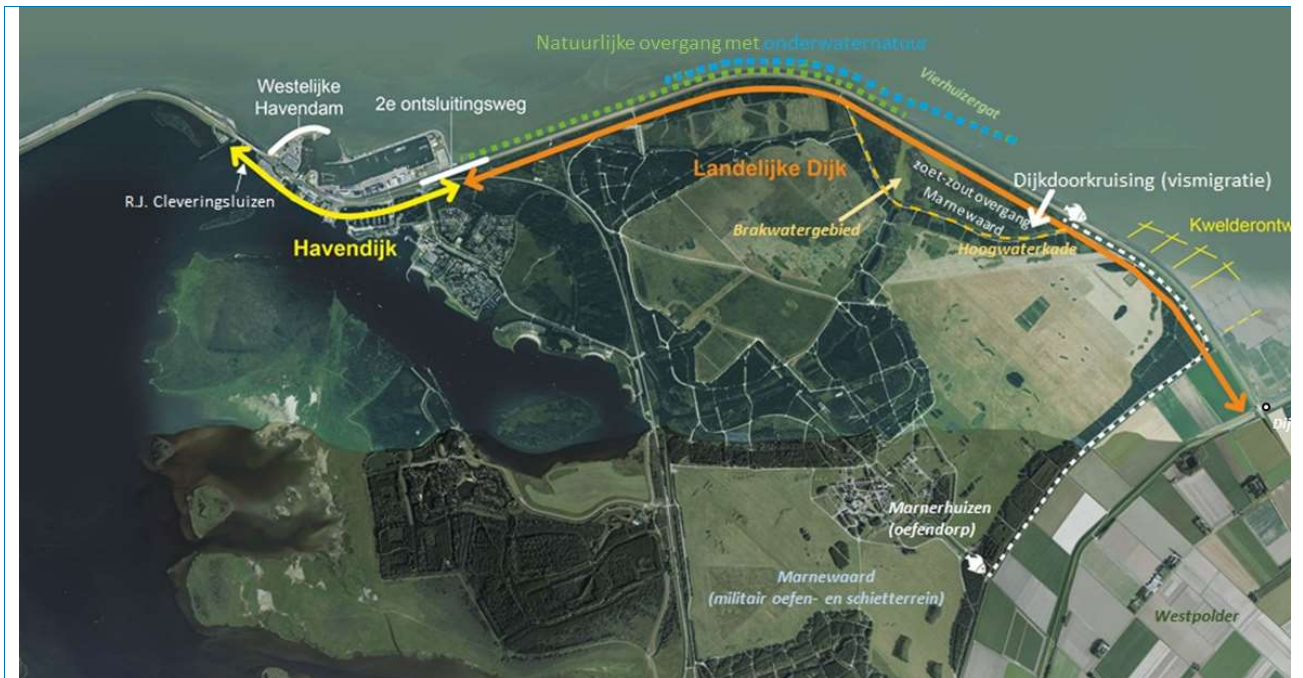 Natuurlijke overgang met onderwaternatuur
Westelijke
Havendam
2e ontsluitingsweg
Vierhuizergat
R.J. Cleveringsluizen
Havendijk
Landelijke Dijk
zoet-zout overgang
Marnewaard
Dijkdoorkruising (vismigratie)
Brakwatergebied
Hoogwaterkade
Kwelderontw
Dij
Marnerhuizen
(oefendorp)
Marnewaard
(militair oefen- en schietterrein)
Westpolder